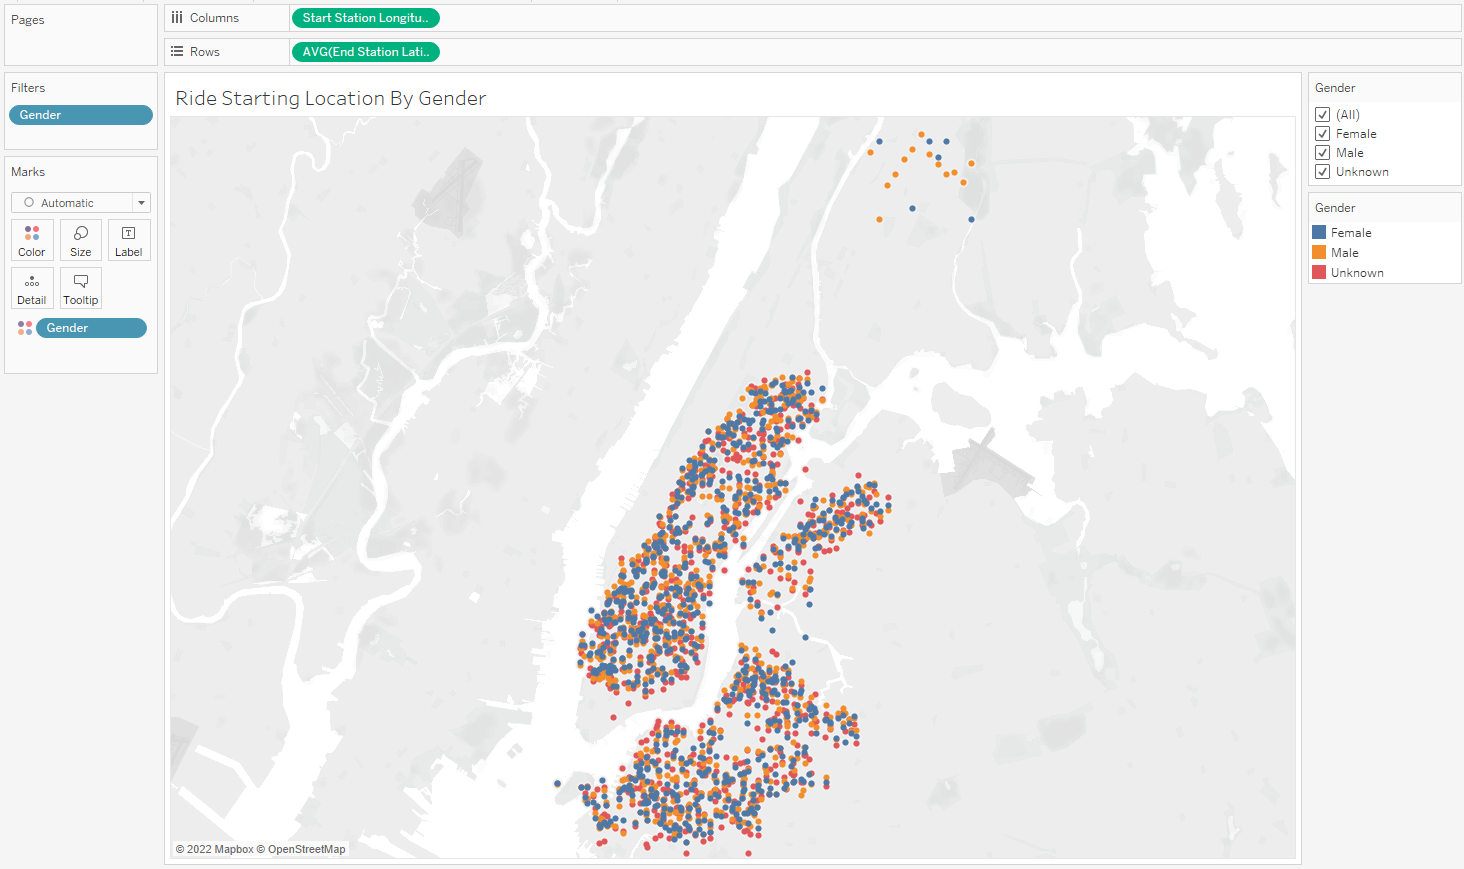 Pages
Columns
Start Station Longitu..
Rows
AVG(End Station Lati..
Filters
Gender
Marks
Automatic
Color
Size
Label
Detail
Tooltip
Gender
Ride Starting Location By Gender
© 2022 Mapbox © OpenStreetMap
Gender
(All)
Female
Male
Unknown
Gender
Female
Male
Unknown